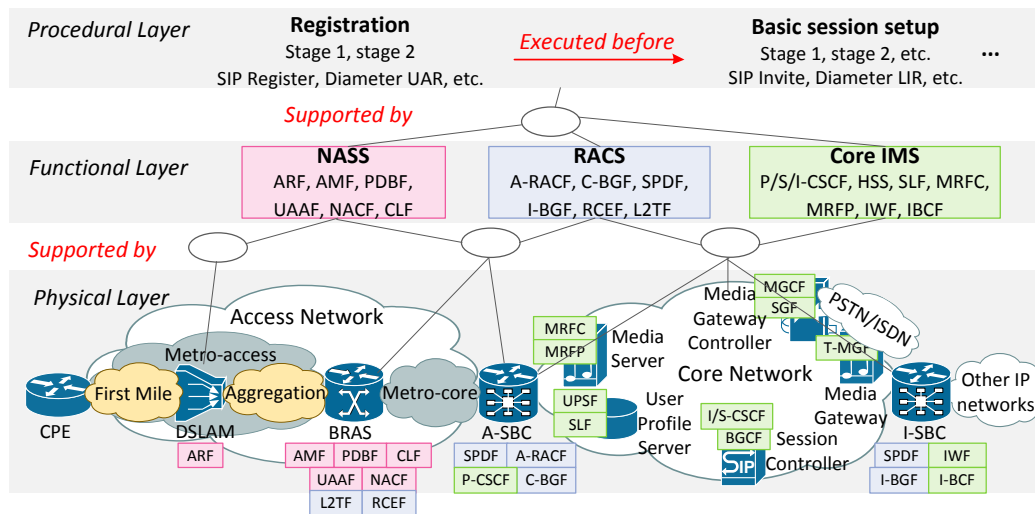 Procedural Layer
Registration
Stage 1, stage 2
SIP Register, Diameter UAR, etc.
Executed before
Basic session setup
Stage 1, stage 2, etc.
SIP Invite, Diameter LIR, etc.
...
Supported by
Functional Layer
NASS
ARF, AMF, PDBF,
UAAF, NACF, CLF
RACS
A-RACF, C-BGF, SPDF,
I-BGF, RCEF, L2TF
Core IMS
P/S/I-CSCF, HSS, SLF, MRFC,
MRFP, IWF, IBCF
Supported by
Physical Layer
Access Network
Metro-access
First Mile
Aggregation
Metro-core
CPE
DSLAM
ARF
BRAS
AMF
PDBF
CLF
UAAF
NACF
L2TF
RCEF
A-SBC
SPDF
A-RACF
P-CSCF
C-BGF
MRFC
MRFP
Media
Server
UPSF
SLF
User
Profile
Server
Core Network
Media
Gateway
Controller
MGCF
SGF
PSTN/ISDN
T-MGF
Media
Gateway
I/S-CSCF
BGCF
SIP
Session
Controller
I-SBC
SPDF
IWF
I-BGF
I-BCF
Other IP
networks